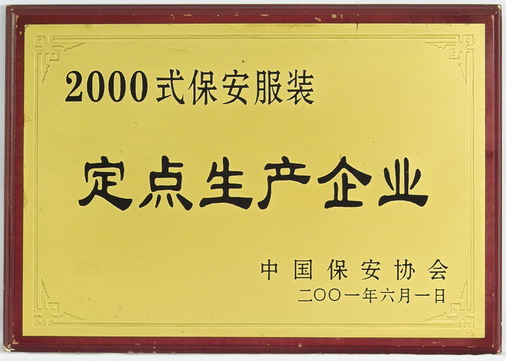 2000式保安服装
定点生产企业
中国保安协会
二〇〇一年六月一日